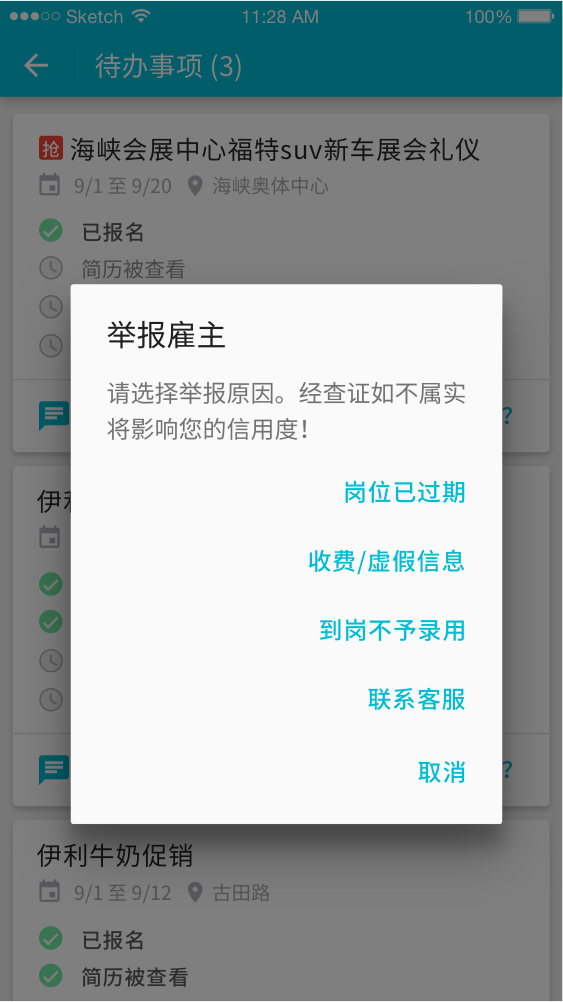 Sketch 11:28 AM 100%
待办事项 (3)
抢 海峡会展中心福特suv新车展会礼仪
9/1 至 9/20 海峡奥体中心
已报名
简历被查看
举报雇主
请选择举报原因。经查证如不属实
将影响您的信用度!
?
伊利
岗位已过期
收费/虚假信息
到岗不予录用
联系客服
取消
?
伊利牛奶促销
9/1 至 9/12 古田路
已报名
简历被查看